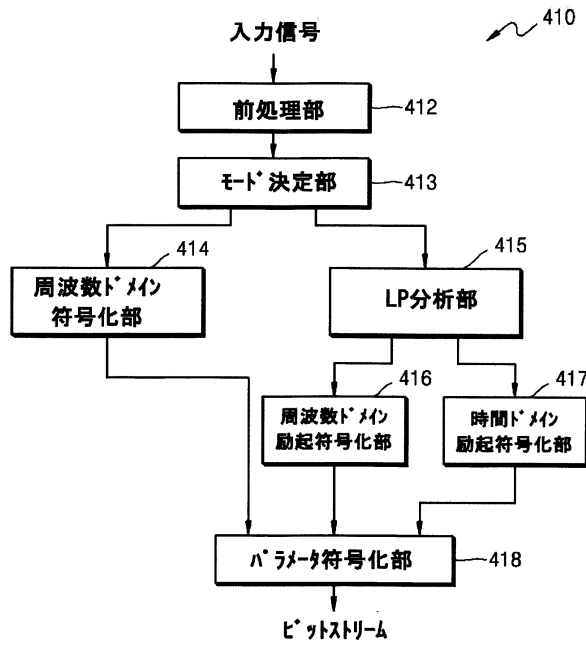 410
入力信号
前処理部
412
ﾓｰﾄﾞ決定部
413
414
周波数ﾄﾞﾒｲﾝ
符号化部
415
LP分析部
416
周波数ﾄﾞﾒｲﾝ
励起符号化部
417
時間ﾄﾞﾒｲﾝ
励起符号化部
ﾊﾟﾗﾒｰﾀ符号化部
418
ﾋﾞｯﾄｽﾄﾘｰﾑ